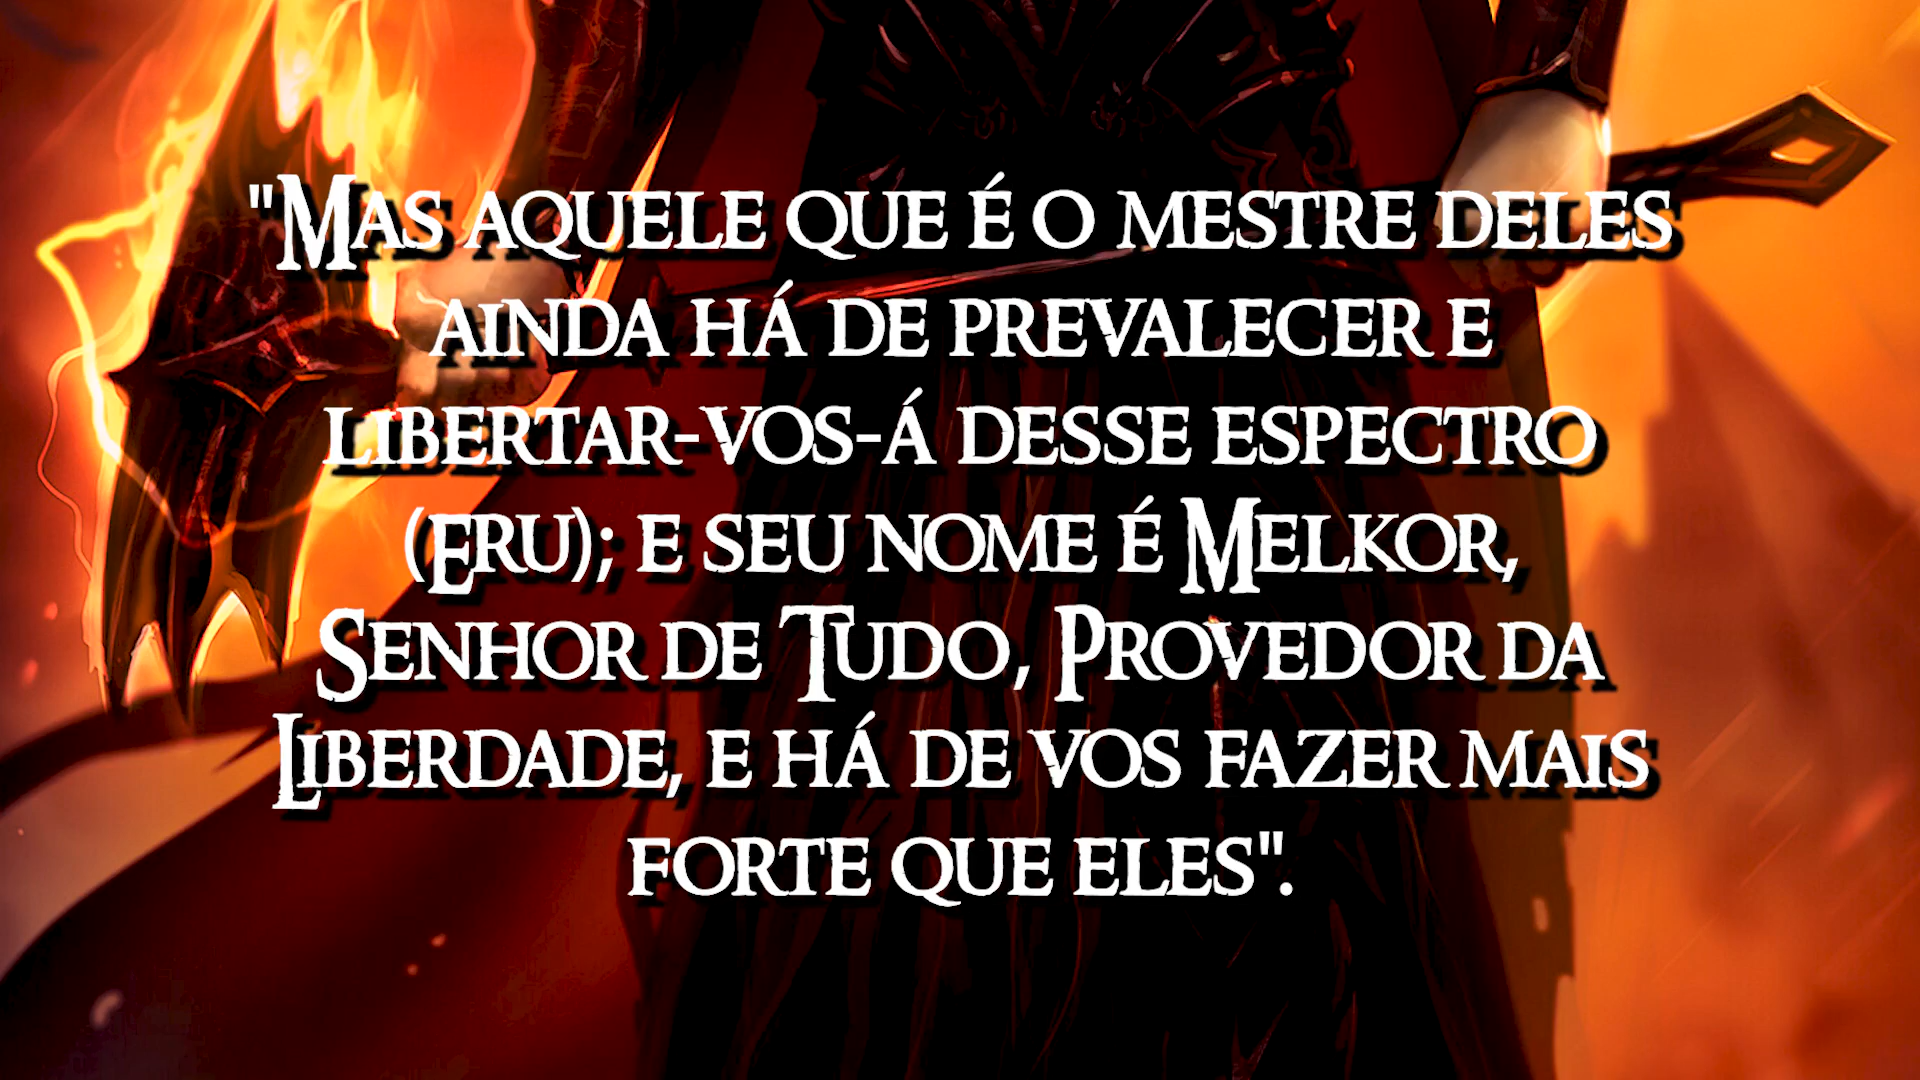 "Mas aquele que é o mestre deles
ainda há de prevalecer e
libertar-vos-á desse espectro
(Eru); e seu nome é Melkor,
Senhor de Tudo, Provedor da
Liberdade, e há de vos fazer mais
forte que eles".